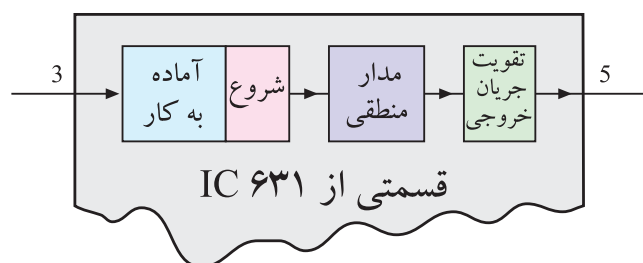 3
آماده
به کار
شروع
مدار
منطقی
تقویت
جریان
خروجی
5
قسمتی از IC ۶۳۱